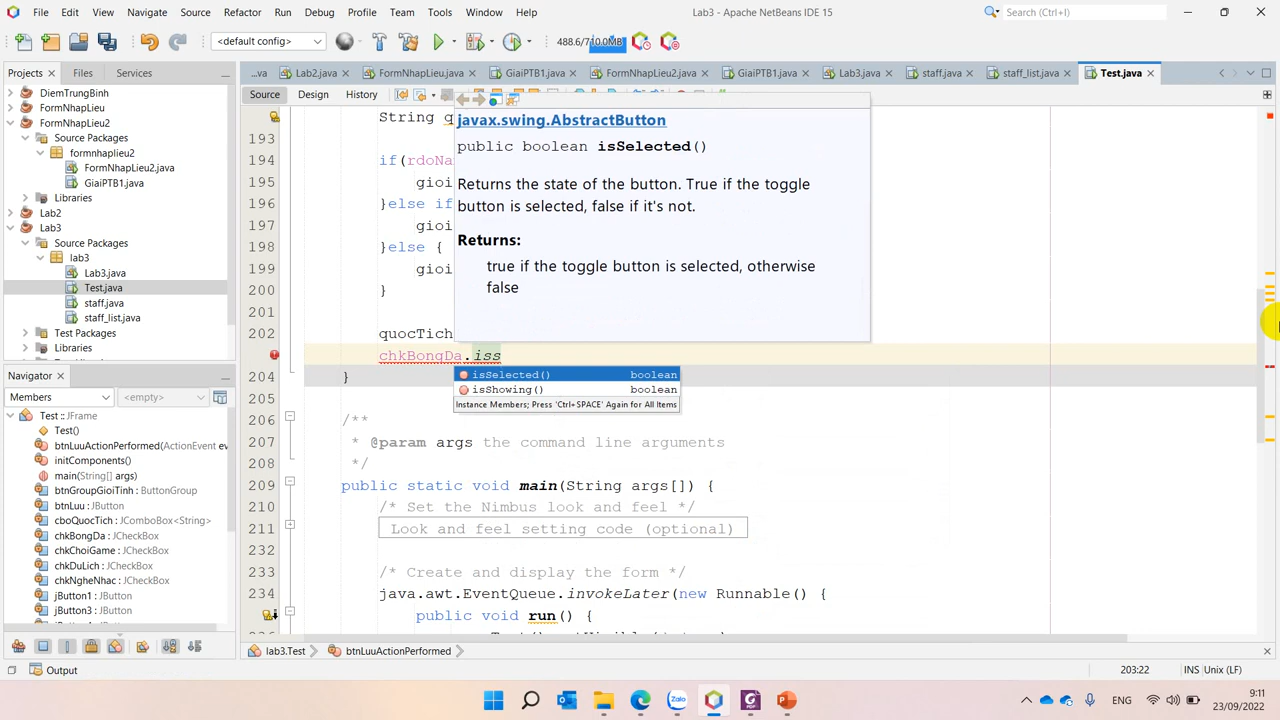 File Edit View Navigate Source Refactor Run Debug Profile Team Tools Window Help
Lab3 - Apache NetBeans IDE 15
Search (Ctrl+I)
<default config>
488.6/710.0MB
Projects Files Services
...va Lab2.java FormNhapLieu.java GiaiPTB1.java FormNhapLieu2.java GiaiPTB1.java Lab3.java staff.java staff_list.java Test.java
Source Design History
DiemTrungBinh
FormNhapLieu
FormNhapLieu2
Source Packages
formnhaplieu2
FormNhapLieu2.java
GiaiPTB1.java
Libraries
Lab2
Lab3
Source Packages
lab3
Lab3.java
Test.java
staff.java
staff_list.java
Test Packages
Libraries
Navigator
Members <empty>
Test :: JFrame
Test()
btnLuuActionPerformed(ActionEvent ev
initComponents()
main(String[] args)
btnGroupGioiTinh : ButtonGroup
btnLuu : JButton
cboQuocTich : JComboBox<String>
chkBongDa : JCheckBox
chkChoiGame : JCheckBox
chkDuLich : JCheckBox
chkNgheNhac : JCheckBox
jButton1 : JButton
jButton3 : JButton
String q
193
194 if(rdoNa
195 gioi
196 }else if
197 gioi
198 }else {
199 gioi
200 }
201
202 quocTich
chkBongDa.iss
204 }
205
206 /**
207 * @param args the command line arguments
208 */
209 public static void main(String args[]) {
210 /* Set the Nimbus look and feel */
211 Look and feel setting code (optional)
232
233 /* Create and display the form */
234 java.awt.EventQueue.invokeLater(new Runnable() {
235 public void run() {
javax.swing.AbstractButton
public boolean isSelected()
Returns the state of the button. True if the toggle
button is selected, false if it's not.
Returns:
true if the toggle button is selected, otherwise
false
isSelected() boolean
isShowing() boolean
Instance Members; Press 'Ctrl+SPACE' Again for All Items
lab3.Test btnLuuActionPerformed
Output
203:22 INS Unix (LF)
ENG
9:11
23/09/2022